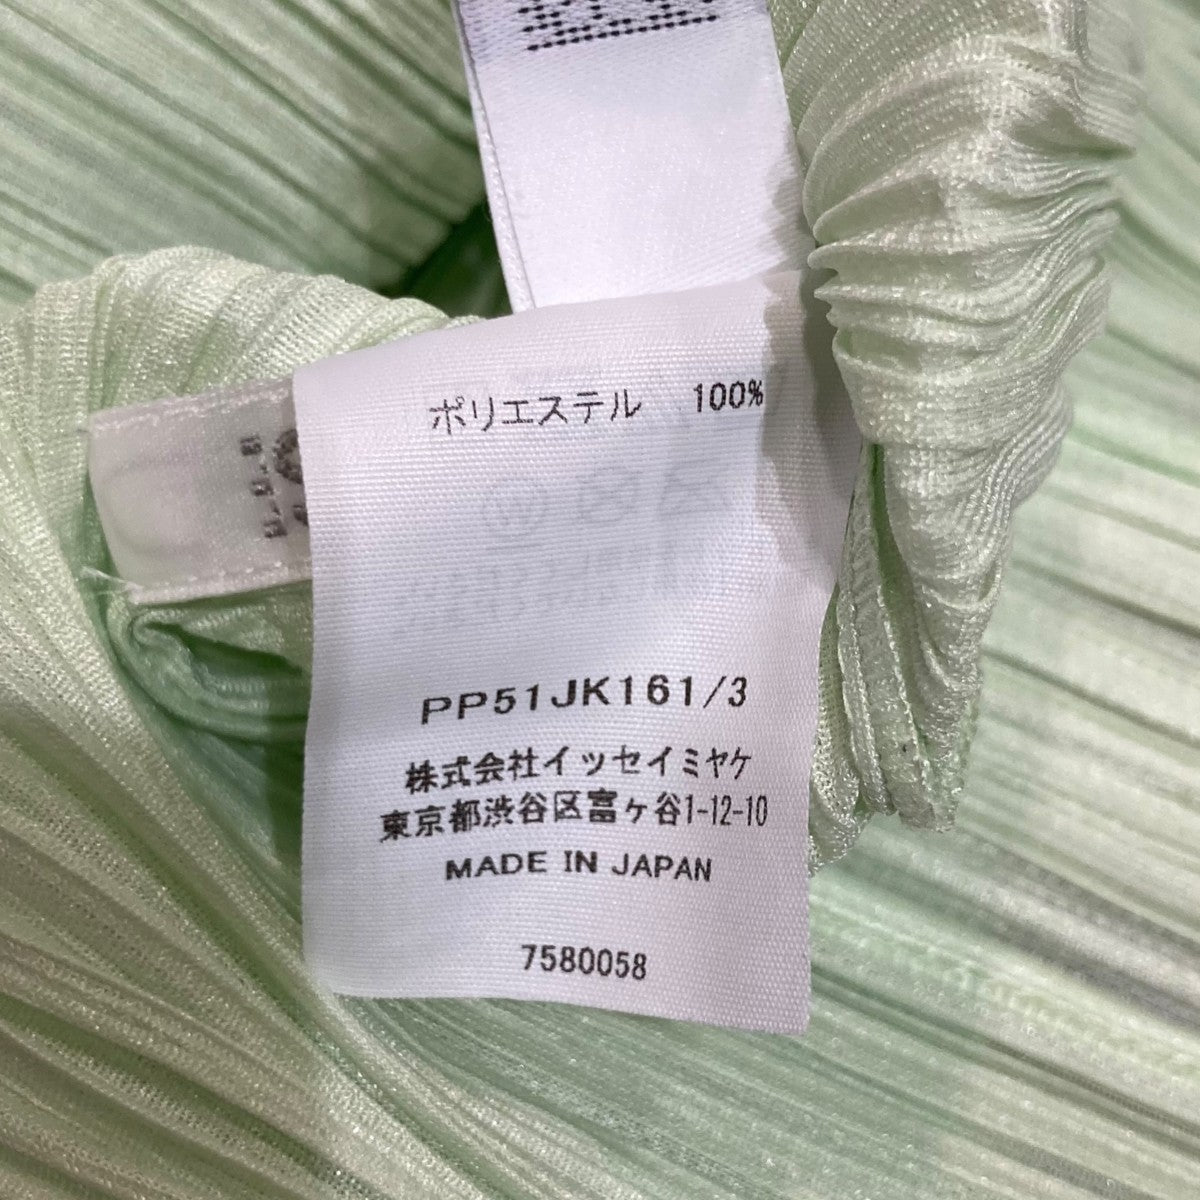 ポリエステル 100%
PP51JK161/3
株式会社イッセイミヤケ
東京都渋谷区富ヶ谷1-12-10
MADE IN JAPAN
7580058